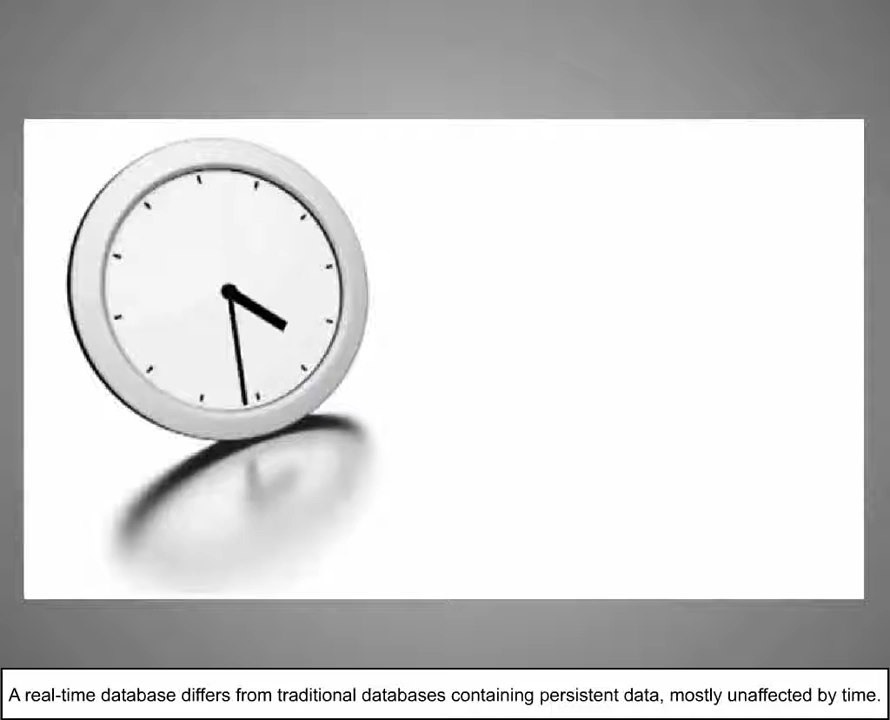 A real-time database differs from traditional databases containing persistent data, mostly unaffected by time.